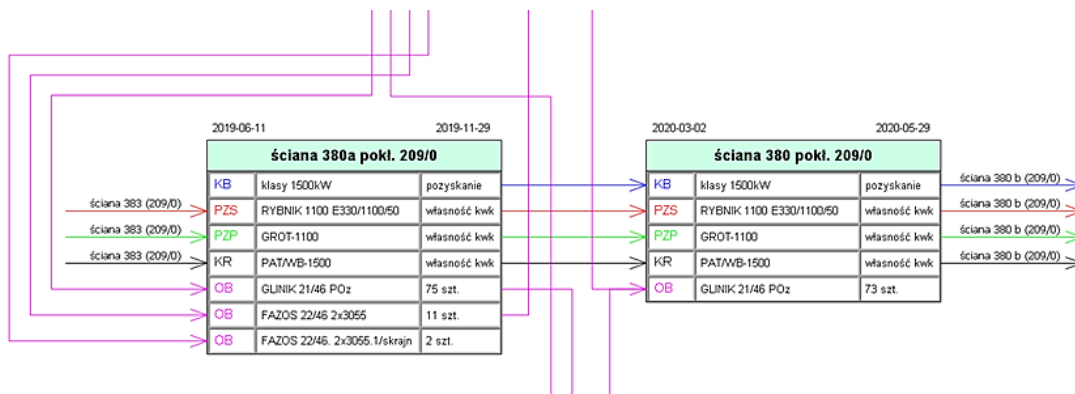 2019-06-11 2019-11-29
ściana 380a pokł. 209/0
KB klasy 1500kW pozyskanie
ściana 383 (209/0) PZS RYBNIK 1100 E330/1100/50 własność kwk
ściana 383 (209/0) PZP GROT-1100 własność kwk
ściana 383 (209/0) KR PAT/WB-1500 własność kwk
OB GLINIK 21/46 POz 75 szt.
OB FAZOS 22/46 2x3055 11 szt.
OB FAZOS 22/46. 2x3055.1/skrajn 2 szt.
2020-03-02 2020-05-29
ściana 380 pokł. 209/0
KB klasy 1500kW pozyskanie ściana 380 b (209/0)
PZS RYBNIK 1100 E330/1100/50 własność kwk ściana 380 b (209/0)
PZP GROT-1100 własność kwk ściana 380 b (209/0)
KR PAT/WB-1500 własność kwk ściana 380 b (209/0)
OB GLINIK 21/46 POz 73 szt.